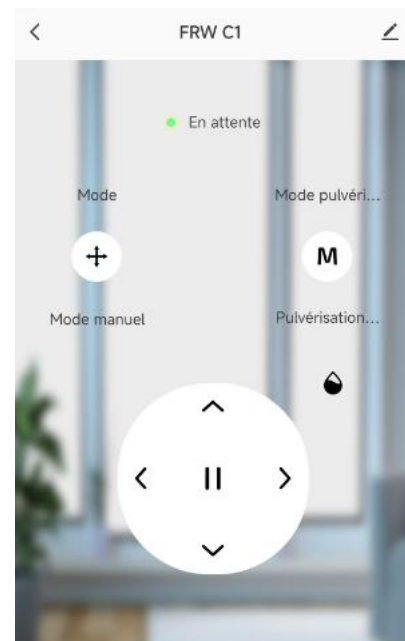 FRW C1
En attente
Mode
Mode pulvéri...
M
Mode manuel
Pulvérisation...